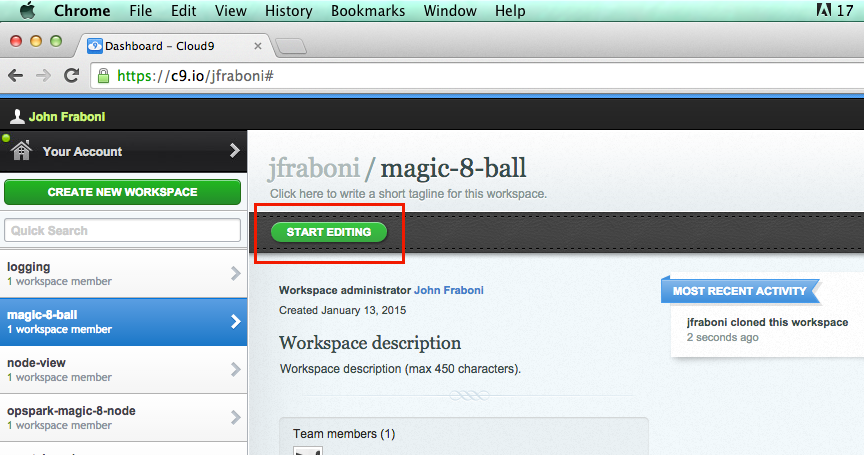 Chrome File Edit View History Bookmarks Window Help 17
Dashboard – Cloud9
https://c9.io/jfraboni#
John Fraboni
Your Account
CREATE NEW WORKSPACE
Quick Search
logging
1 workspace member
magic-8-ball
1 workspace member
node-view
1 workspace member
opspark-magic-8-node
1 workspace member
jfraboni / magic-8-ball
Click here to write a short tagline for this workspace.
START EDITING
Workspace administrator John Fraboni
Created January 13, 2015
Workspace description
Workspace description (max 450 characters).
Team members (1)
MOST RECENT ACTIVITY
jfraboni cloned this workspace
2 seconds ago